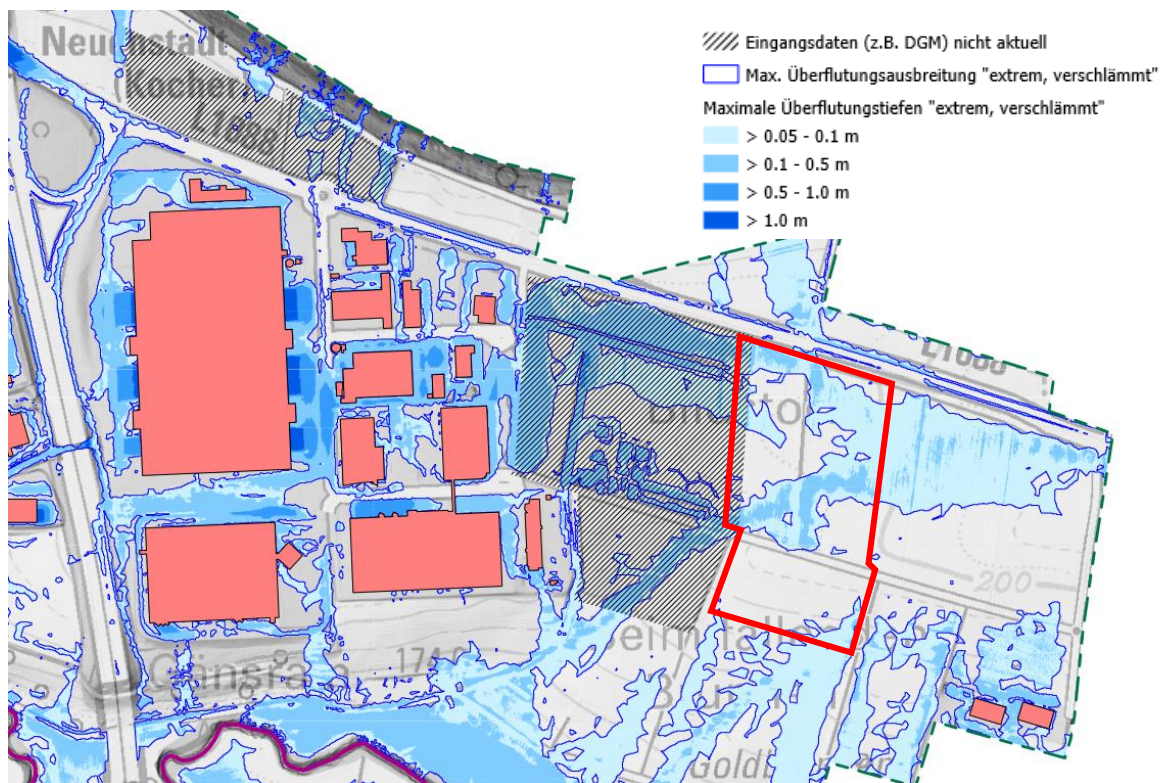 Neuenstadt
(Kocher)
L1088
Eingangsdaten (z.B. DGM) nicht aktuell
Max. Überflutungsausbreitung "extrem, verschlämmt"
Maximale Überflutungstiefen "extrem, verschlämmt"
> 0.05 - 0.1 m
> 0.1 - 0.5 m
> 0.5 - 1.0 m
> 1.0 m
L1088
200
174